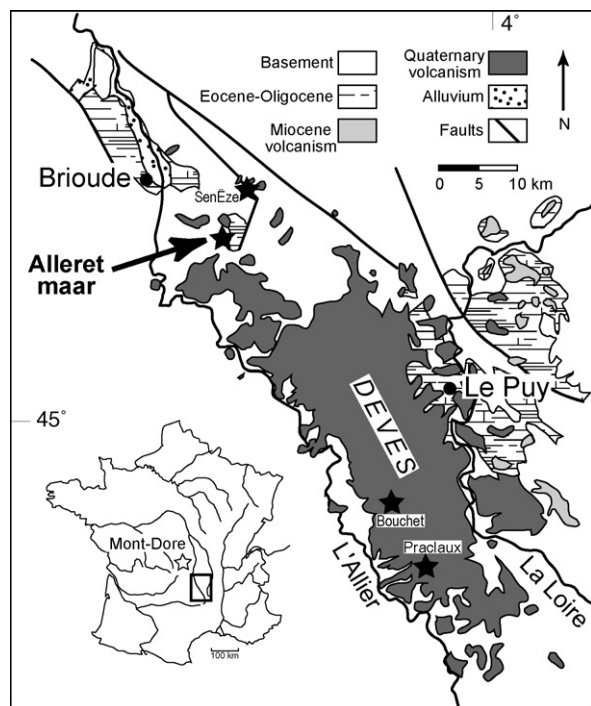 4°
Basement
Eocene-Oligocene
Miocene
volcanism
Quaternary
volcanism
Alluvium
Faults
N
0 5 10 km
Brioude
SenËze
Alleret
maar
DEVES
Le Puy
45°
Bouchet
Praclaux
L'Allier
La Loire
Mont-Dore
100 km